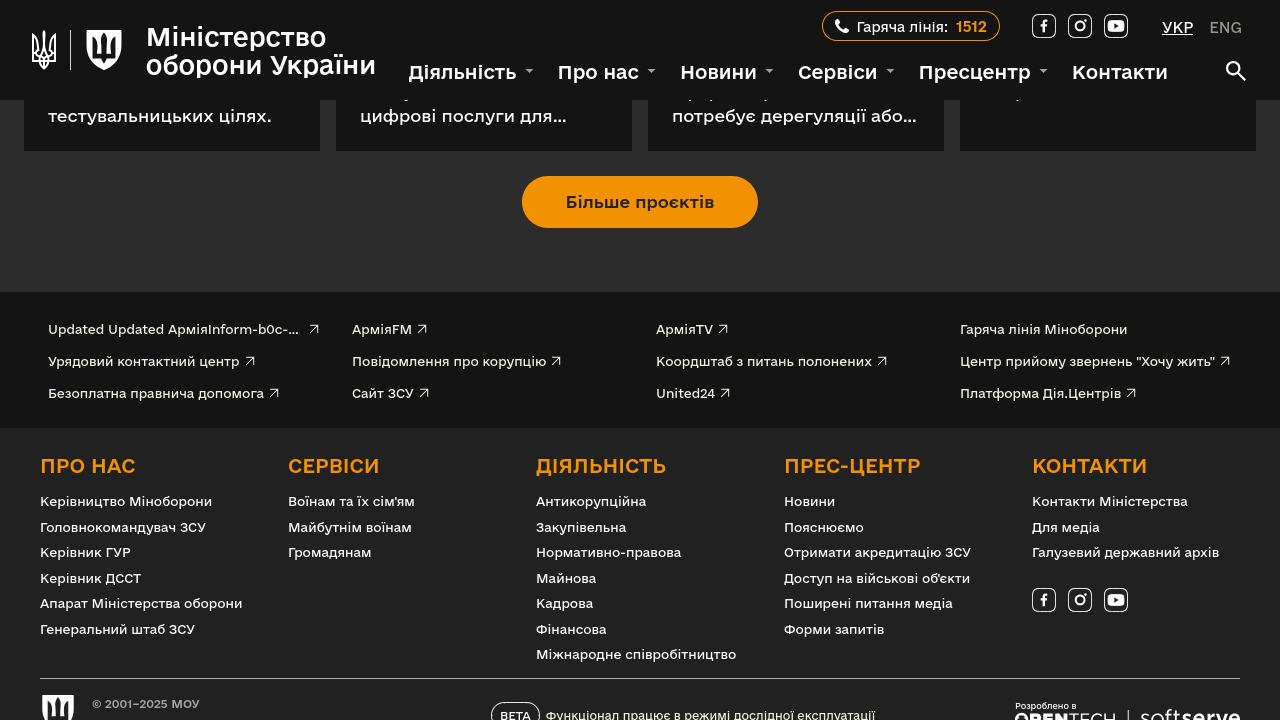 Міністерство
оборони України
Гаряча лінія: 1512
УКР ENG
Діяльність Про нас Новини Сервіси Пресцентр Контакти
тестувальницьких цілях.
цифрові послуги для...
потребує дерегуляції або...
Більше проєктів
Updated Updated АрміяInform-b0c-...
АрміяFM
АрміяTV
Гаряча лінія Міноборони
Урядовий контактний центр
Повідомлення про корупцію
Координштаб з питань полонених
Центр прийому звернень "Хочу жить"
Безоплатна правнича допомога
Сайт ЗСУ
United24
Платформа Дія.Центрів
ПРО НАС
Керівництво Міноборони
Головнокомандувач ЗСУ
Керівник ГУР
Керівник ДССТ
Апарат Міністерства оборони
Генеральний штаб ЗСУ
СЕРВІСИ
Воїнам та їх сім'ям
Майбутнім воїнам
Громадянам
ДІЯЛЬНІСТЬ
Антикорупційна
Закупівельна
Нормативно-правова
Майнова
Кадрова
Фінансова
Міжнародне співробітництво
ПРЕС-ЦЕНТР
Новини
Пояснюємо
Отримати акредитацію ЗСУ
Доступ на військові об'єкти
Поширені питання медіа
Форми запитів
КОНТАКТИ
Контакти Міністерства
Для медіа
Галузевий державний архів
© 2001–2025 МОУ
BETA Функціонал працює в режимі дослідної експлуатації
Розроблено в
OPENTECH softserve